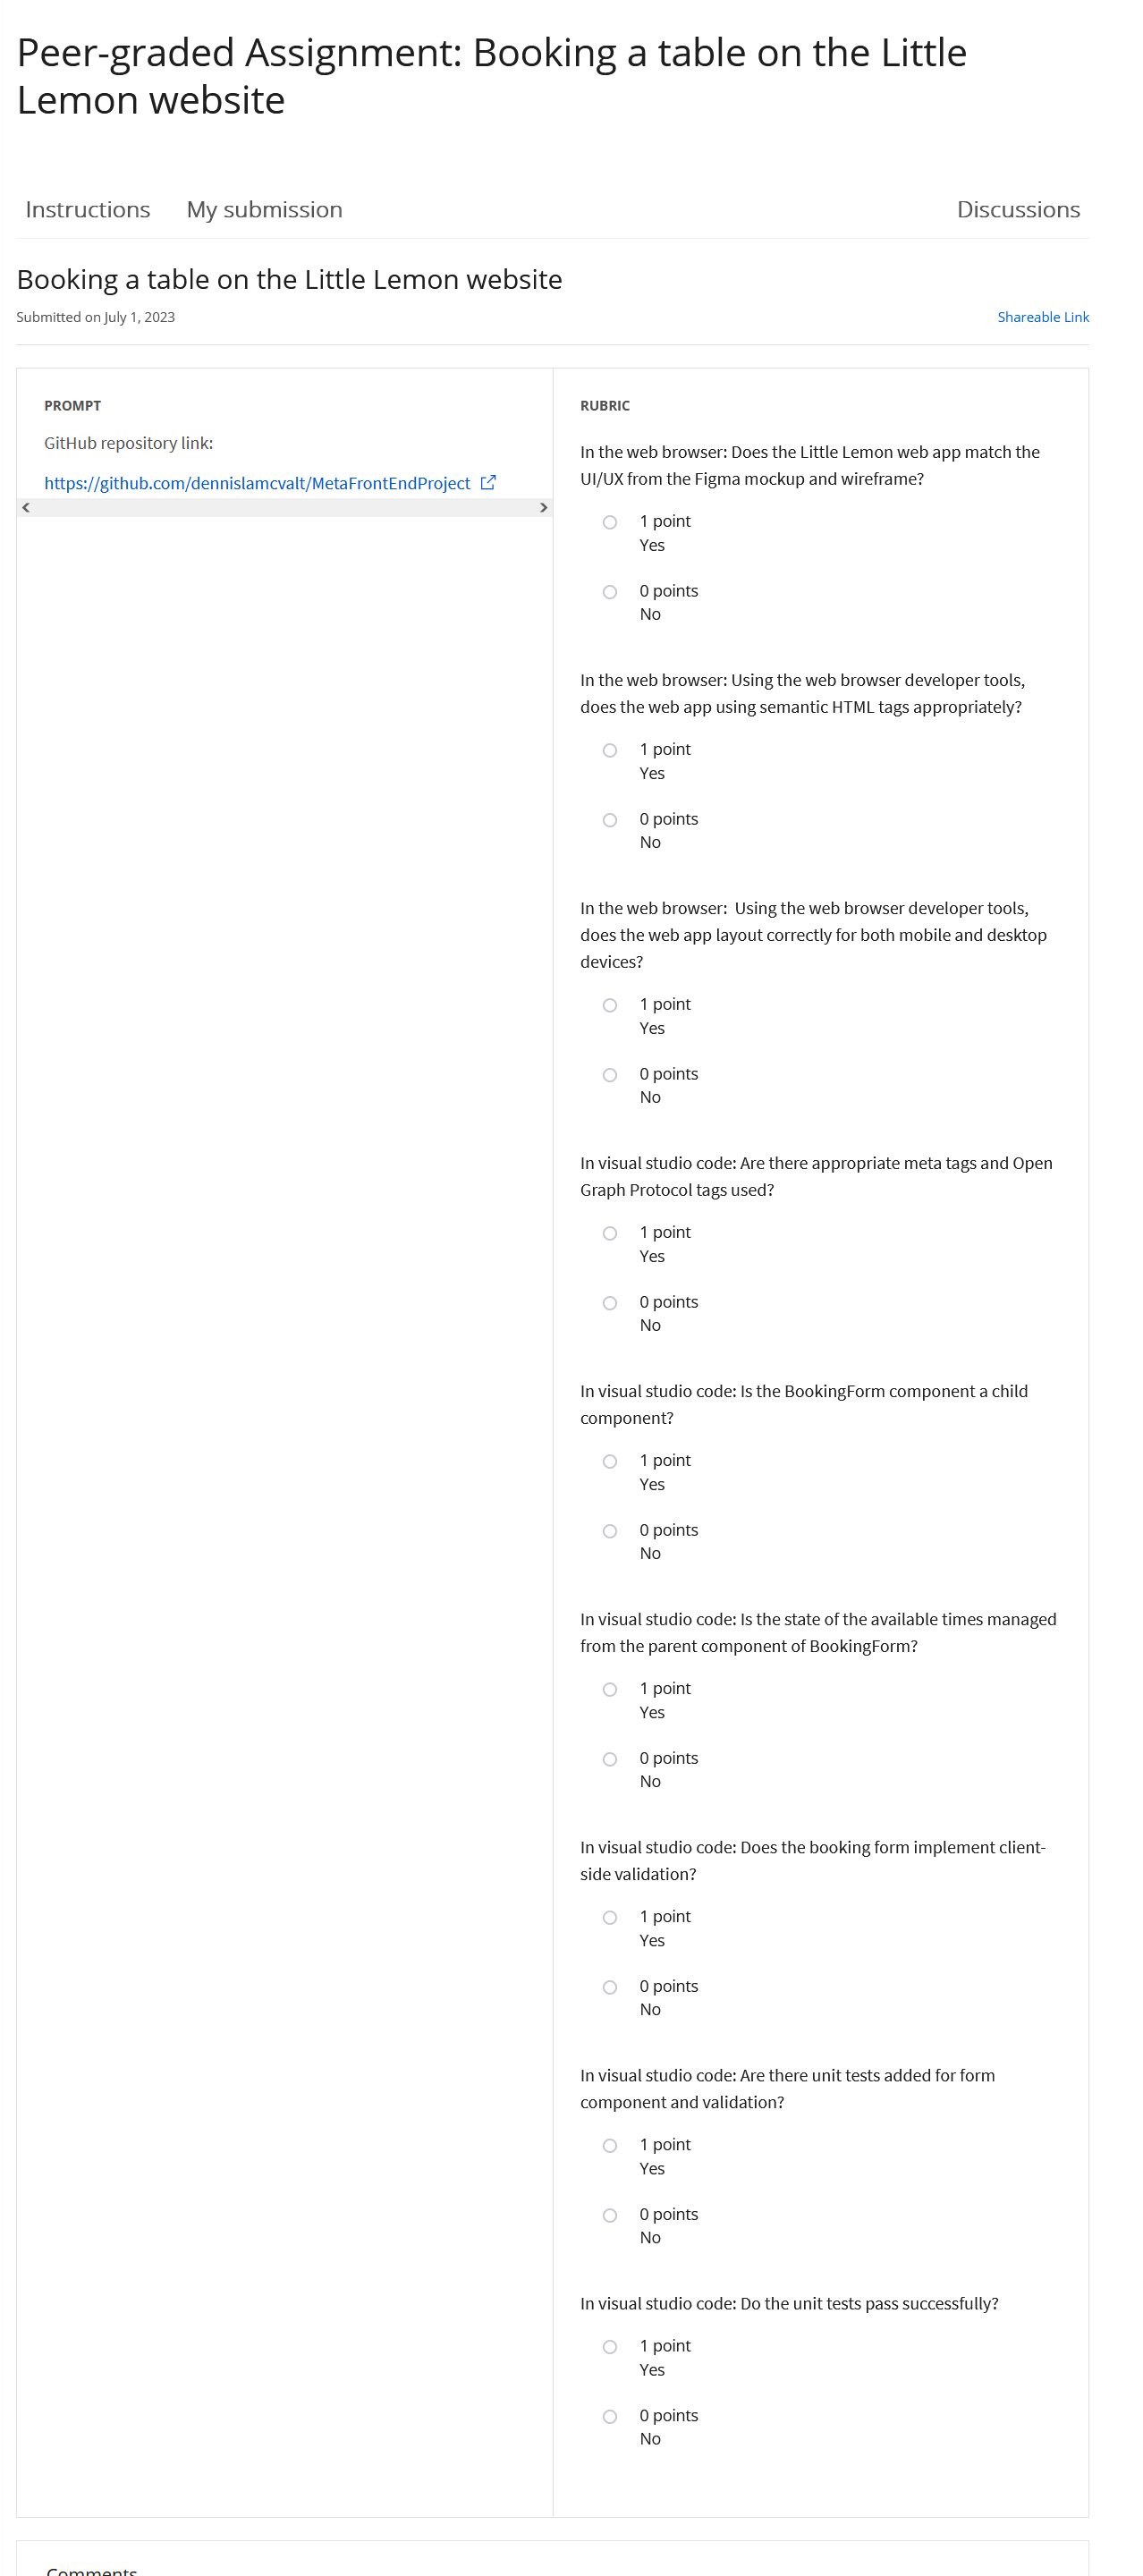 Peer-graded Assignment: Booking a table on the Little
Lemon website
Instructions
My submission
Discussions
Booking a table on the Little Lemon website
Submitted on July 1, 2023
Shareable Link
PROMPT
GitHub repository link:
https://github.com/dennislamcvalt/MetaFrontEndProject
RUBRIC
In the web browser: Does the Little Lemon web app match the
UI/UX from the Figma mockup and wireframe?
1 point
Yes
0 points
No
In the web browser: Using the web browser developer tools,
does the web app using semantic HTML tags appropriately?
1 point
Yes
0 points
No
In the web browser:  Using the web browser developer tools,
does the web app layout correctly for both mobile and desktop
devices?
1 point
Yes
0 points
No
In visual studio code: Are there appropriate meta tags and Open
Graph Protocol tags used?
1 point
Yes
0 points
No
In visual studio code: Is the BookingForm component a child
component?
1 point
Yes
0 points
No
In visual studio code: Is the state of the available times managed
from the parent component of BookingForm?
1 point
Yes
0 points
No
In visual studio code: Does the booking form implement client-
side validation?
1 point
Yes
0 points
No
In visual studio code: Are there unit tests added for form
component and validation?
1 point
Yes
0 points
No
In visual studio code: Do the unit tests pass successfully?
1 point
Yes
0 points
No
Comments